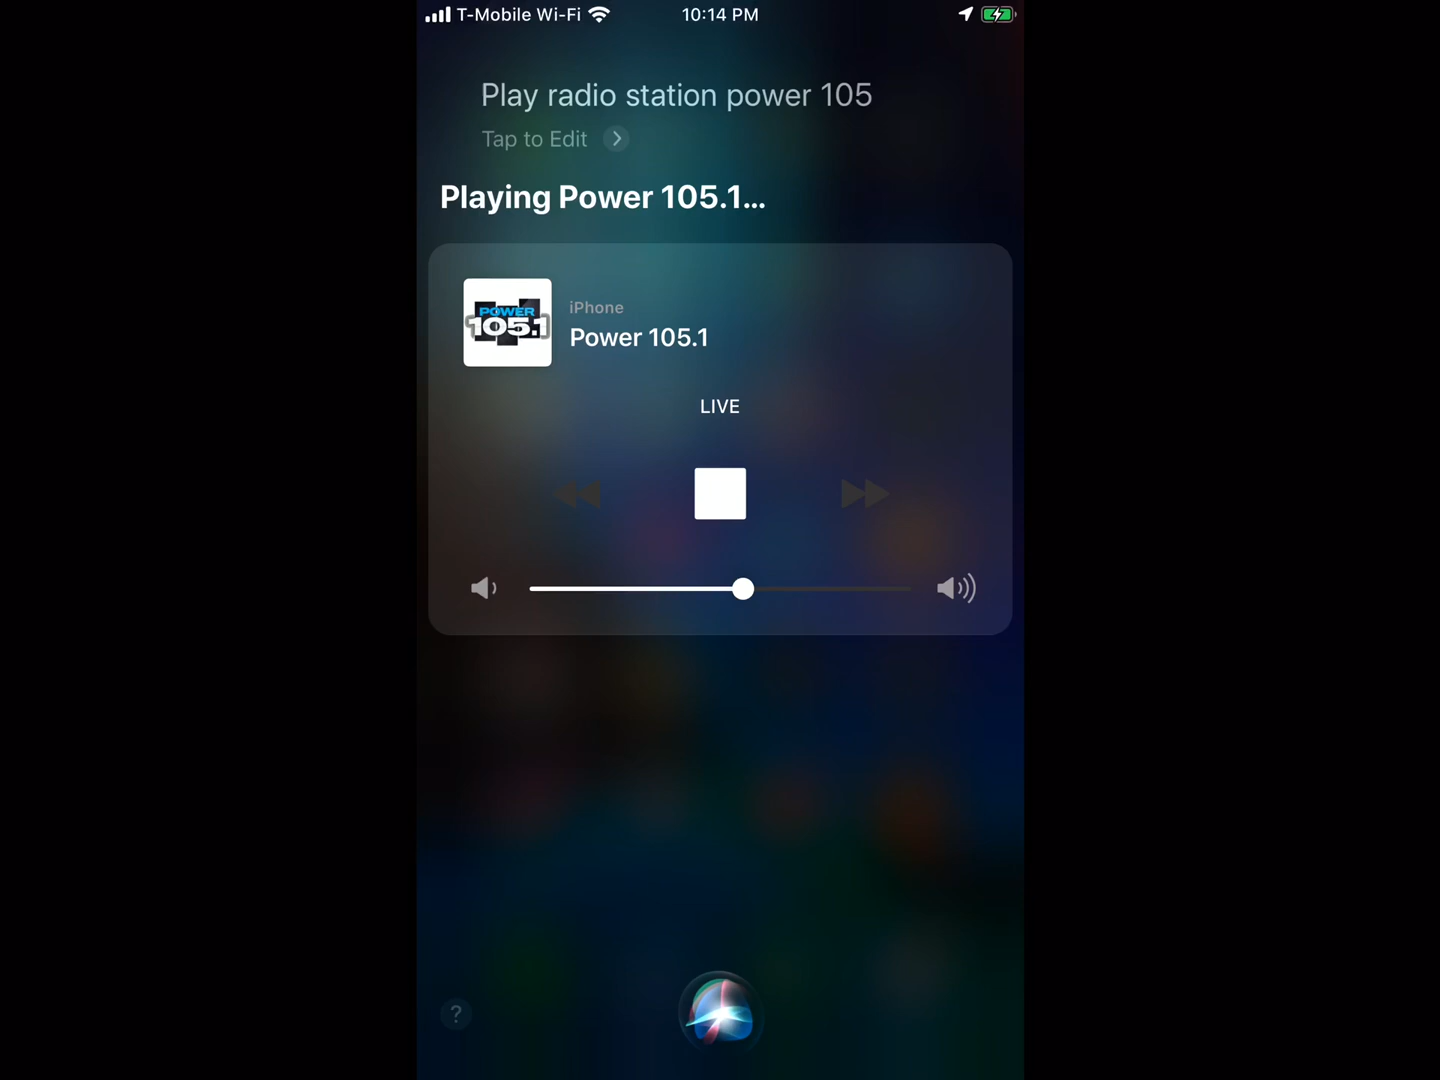 T-Mobile Wi-Fi 10:14 PM
Play radio station power 105
Tap to Edit
Playing Power 105.1...
POWER
105.1
iPhone
Power 105.1
LIVE
?